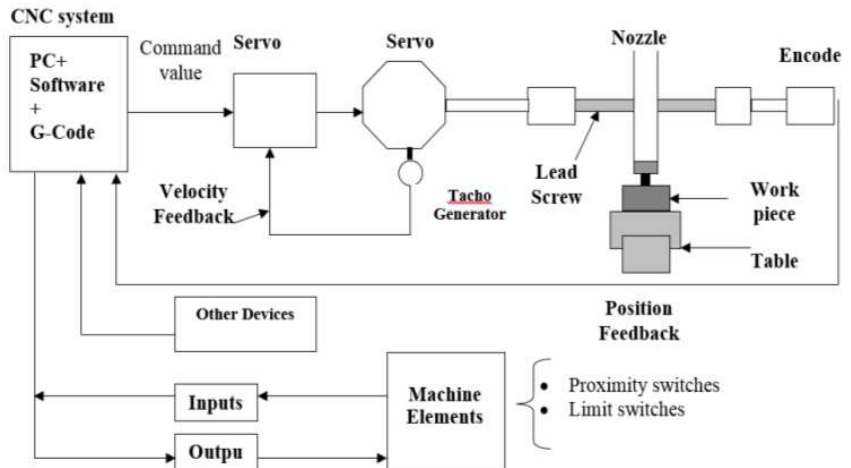 CNC system
PC+
Software
+
G-Code
Command
value
Servo
Servo
Nozzle
Encode
Velocity
Feedback
Tacho
Generator
Lead
Screw
Work
piece
Table
Position
Feedback
Other Devices
Inputs
Outpu
Machine
Elements
• Proximity switches
• Limit switches